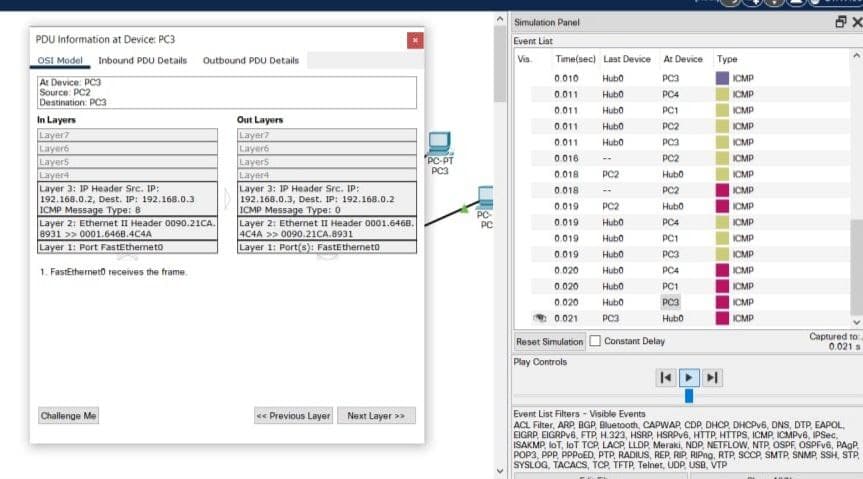 PDU Information at Device: PC3
OSI Model Inbound PDU Details Outbound PDU Details
At Device: PC3
Source: PC2
Destination: PC3
In Layers
Layer7
Layer6
Layer5
Layer4
Layer 3: IP Header Src. IP:
192.168.0.2, Dest. IP: 192.168.0.3
ICMP Message Type: 8
Layer 2: Ethernet II Header 0090.21CA.
8931 >> 0001.646B.4C4A
Layer 1: Port FastEthernet0
Out Layers
Layer7
Layer6
Layer5
Layer4
Layer 3: IP Header Src. IP:
192.168.0.3, Dest. IP: 192.168.0.2
ICMP Message Type: 0
Layer 2: Ethernet II Header 0001.646B.
4C4A >> 0090.21CA.8931
Layer 1: Port(s): FastEthernet0
1. FastEthernet0 receives the frame.
Challenge Me << Previous Layer Next Layer >>
PC-PT
PC3
PC-
PC
Simulation Panel
Event List
Vis. Time(sec) Last Device At Device Type
0.010 Hub0 PC3 ICMP
0.011 Hub0 PC4 ICMP
0.011 Hub0 PC1 ICMP
0.011 Hub0 PC2 ICMP
0.011 Hub0 PC3 ICMP
0.016 -- PC2 ICMP
0.018 PC2 Hub0 ICMP
0.018 -- PC2 ICMP
0.019 PC2 Hub0 ICMP
0.019 Hub0 PC4 ICMP
0.019 Hub0 PC1 ICMP
0.019 Hub0 PC3 ICMP
0.020 Hub0 PC4 ICMP
0.020 Hub0 PC1 ICMP
0.020 Hub0 PC3 ICMP
0.021 PC3 Hub0 ICMP
Reset Simulation Constant Delay
Captured to:
0.021 s
Play Controls
Event List Filters - Visible Events
ACL Filter, ARP, BGP, Bluetooth, CAPWAP, CDP, DHCP, DHCPv6, DNS, DTP, EAPOL,
EIGRP, EIGRPv6, FTP, H.323, HSRP, HSRPv6, HTTP, HTTPS, ICMP, ICMPv6, IPSec,
ISAKMP, IoT, IoT TCP, LACP, LLDP, Meraki, NDP, NETFLOW, NTP, OSPF, OSPFv6, PAgP,
POP3, PPP, PPPoED, PTP, RADIUS, REP, RIP, RIPng, RTP, SCCP, SMTP, SNMP, SSH, STP,
SYSLOG, TACACS, TCP, TFTP, Telnet, UDP, USB, VTP